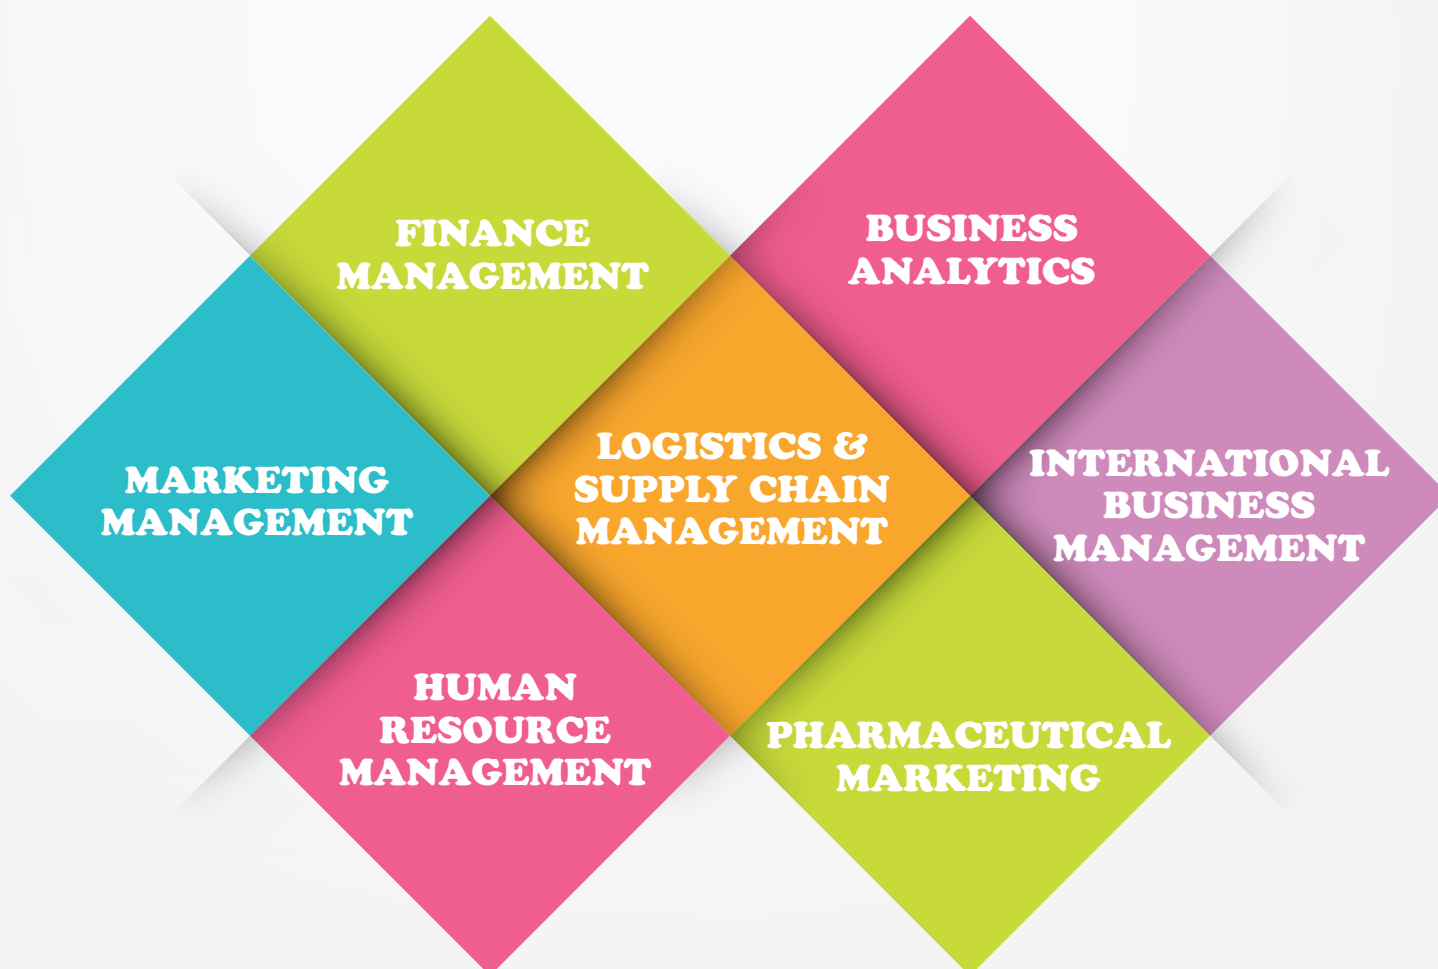 FINANCE
MANAGEMENT
BUSINESS
ANALYTICS
MARKETING
MANAGEMENT
LOGISTICS &
SUPPLY CHAIN
MANAGEMENT
INTERNATIONAL
BUSINESS
MANAGEMENT
HUMAN
RESOURCE
MANAGEMENT
PHARMACEUTICAL
MARKETING